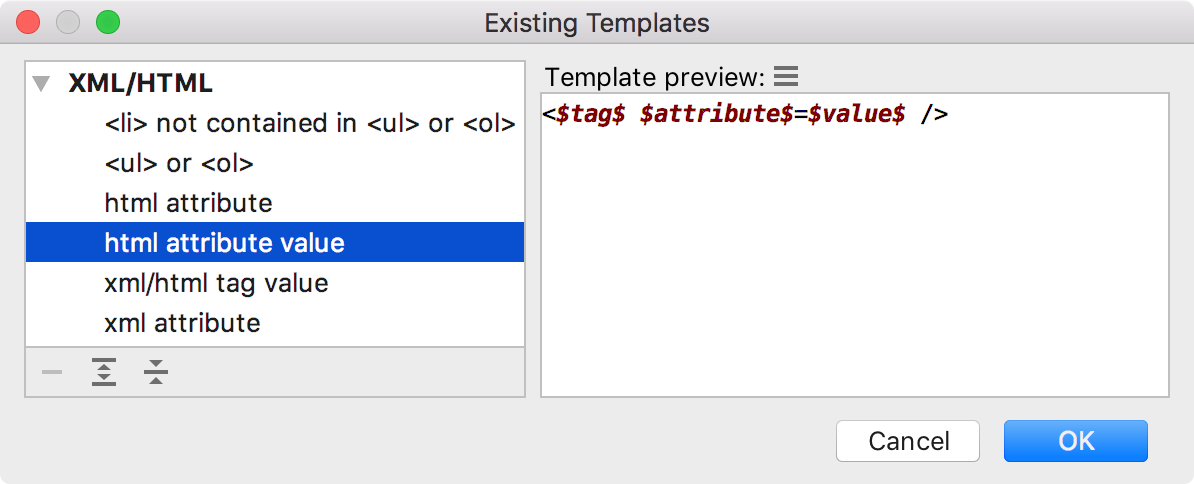 Existing Templates
XML/HTML
<li> not contained in <ul> or <ol>
<ul> or <ol>
html attribute
html attribute value
xml/html tag value
xml attribute
Template preview:
<$tag$ $attribute$=$value$ />
Cancel
OK